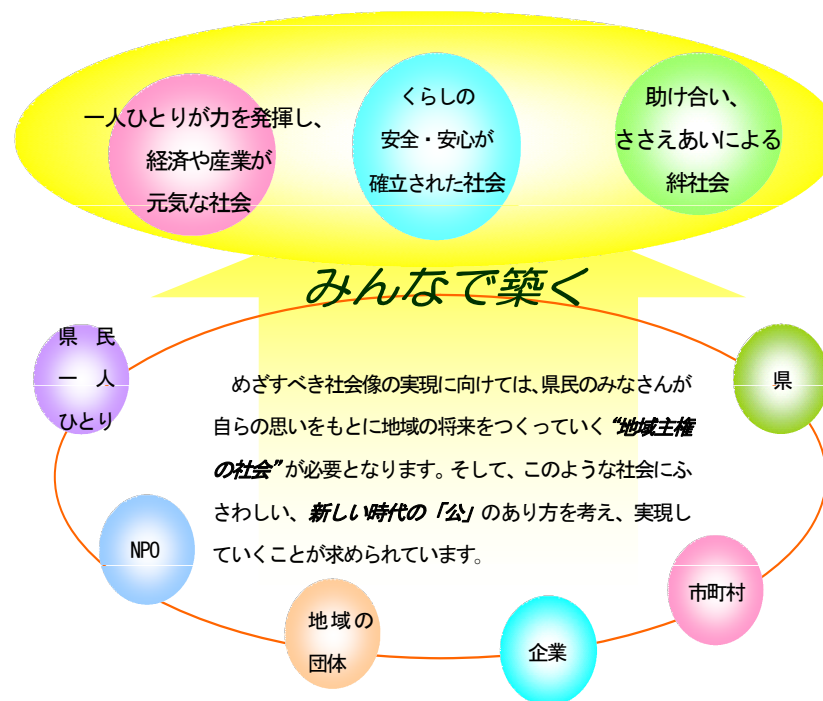 一人ひとりが力を発揮し、
経済や産業が
元気な社会
くらしの
安全・安心が
確立された社会
助け合い、
ささえあいによる
絆社会
みんなで築く
県 民
一 人
ひとり
県
めざすべき社会像の実現に向けては、県民のみなさんが
自らの思いをもとに地域の将来をつくっていく“地域主権
の社会”が必要となります。そして、このような社会にふ
さわしい、新しい時代の「公」のあり方を考え、実現し
ていくことが求められています。
NPO
地域の
団体
企業
市町村